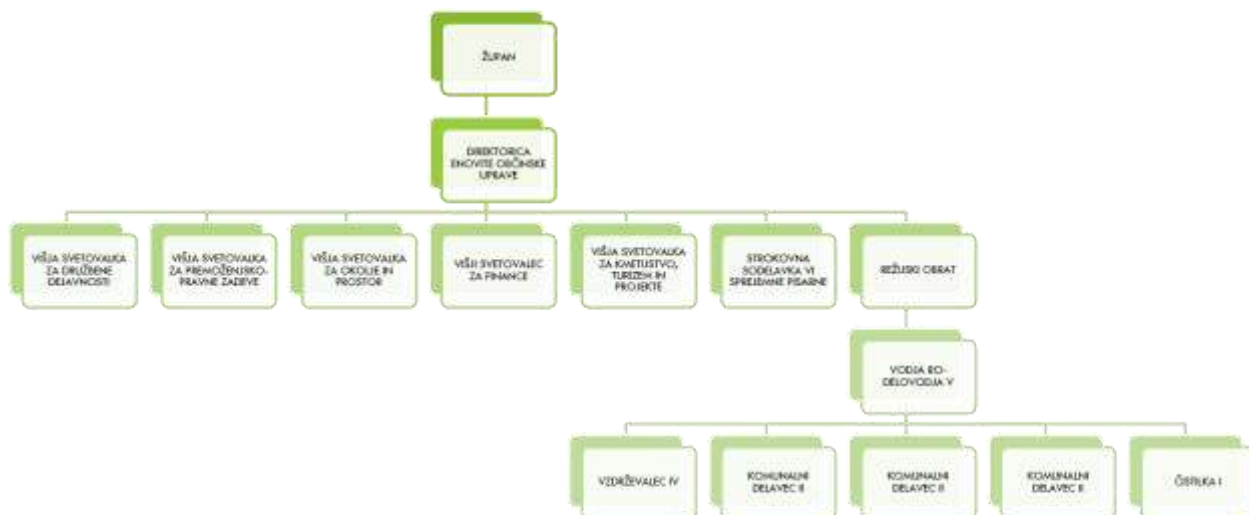 ŽUPAN
DIREKTORICA
ENOVITE OBČINSKE
UPRAVE
VIŠJA SVETOVALKA
ZA DRUŽBENE
DEJAVNOSTI
VIŠJA SVETOVALKA
ZA PREMOŽENJSKO-
PRAVNE ZADEVE
VIŠJA SVETOVALKA
ZA OKOLJE IN
PROSTOR
VIŠJI SVETOVALEC
ZA FINANCE
VIŠJA SVETOVALKA
ZA KMETIJSTVO,
TURIZEM IN
PROJEKTE
STROKOVNA
SODELAVKA VI
SPREJEMNE PISARNE
REŽIJSKI OBRAT
VODJA RO-
DELOVODJA V
VZDRŽEVALEC IV
KOMUNALNI
DELAVEC II
KOMUNALNI
DELAVEC II
KOMUNALNI
DELAVEC II
ČISTILKA I